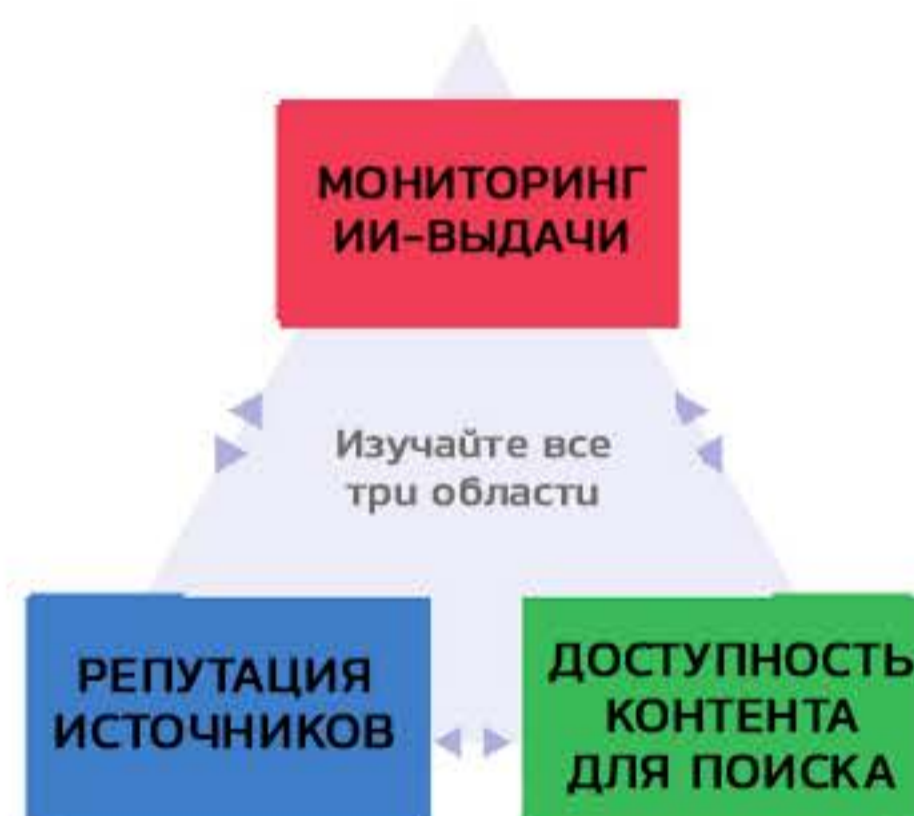 МОНИТОРИНГ
ИИ-ВЫДАЧИ
Изучайте все
три области
РЕПУТАЦИЯ
ИСТОЧНИКОВ
ДОСТУПНОСТЬ
КОНТЕНТА
ДЛЯ ПОИСКА